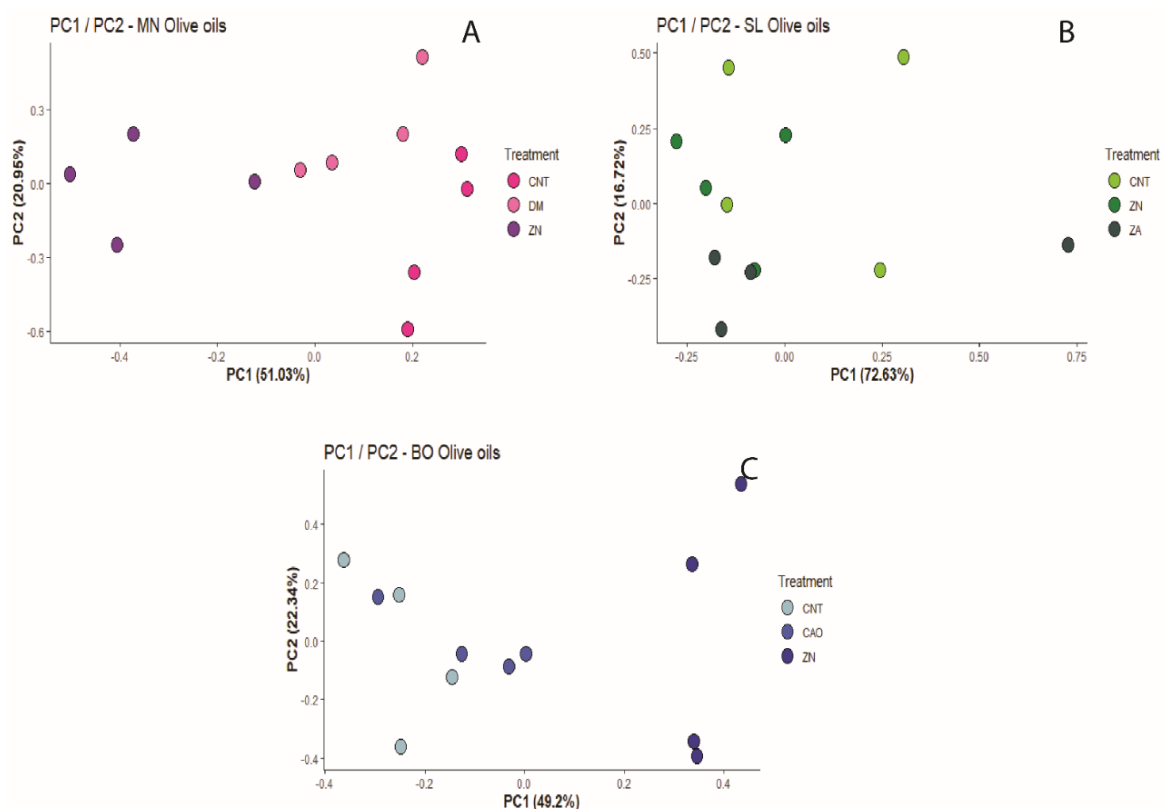 PC1 / PC2 - MN Olive oils
A
0.3
0.0
-0.3
-0.6
PC2 (20.95%)
-0.4
-0.2
0.0
0.2
PC1 (51.03%)
Treatment
CNT
DM
ZN
PC1 / PC2 - SL Olive oils
B
0.50
0.25
0.00
-0.25
PC2 (16.72%)
-0.25
0.00
0.25
0.50
0.75
PC1 (72.63%)
Treatment
CNT
ZN
ZA
PC1 / PC2 - BO Olive oils
C
0.4
0.2
0.0
-0.2
-0.4
PC2 (22.34%)
-0.4
-0.2
0.0
0.2
0.4
PC1 (49.2%)
Treatment
CNT
CAO
ZN